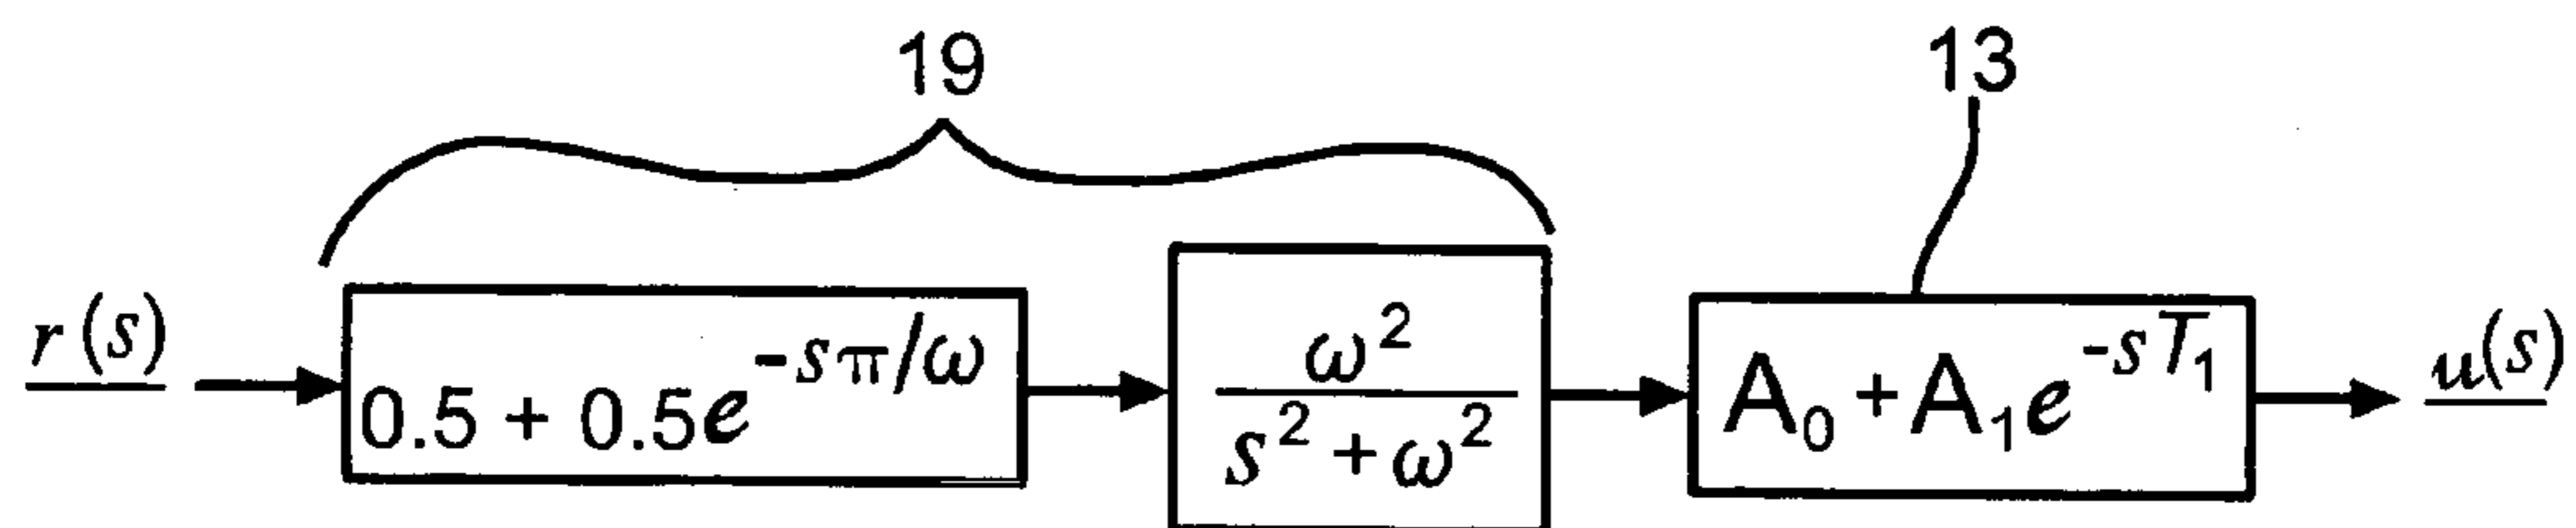 19
13
r(s)
0.5 + 0.5e^{-sπ/ω}
ω²
s² + ω²
A₀ + A₁e^{-sT₁}
u(s)